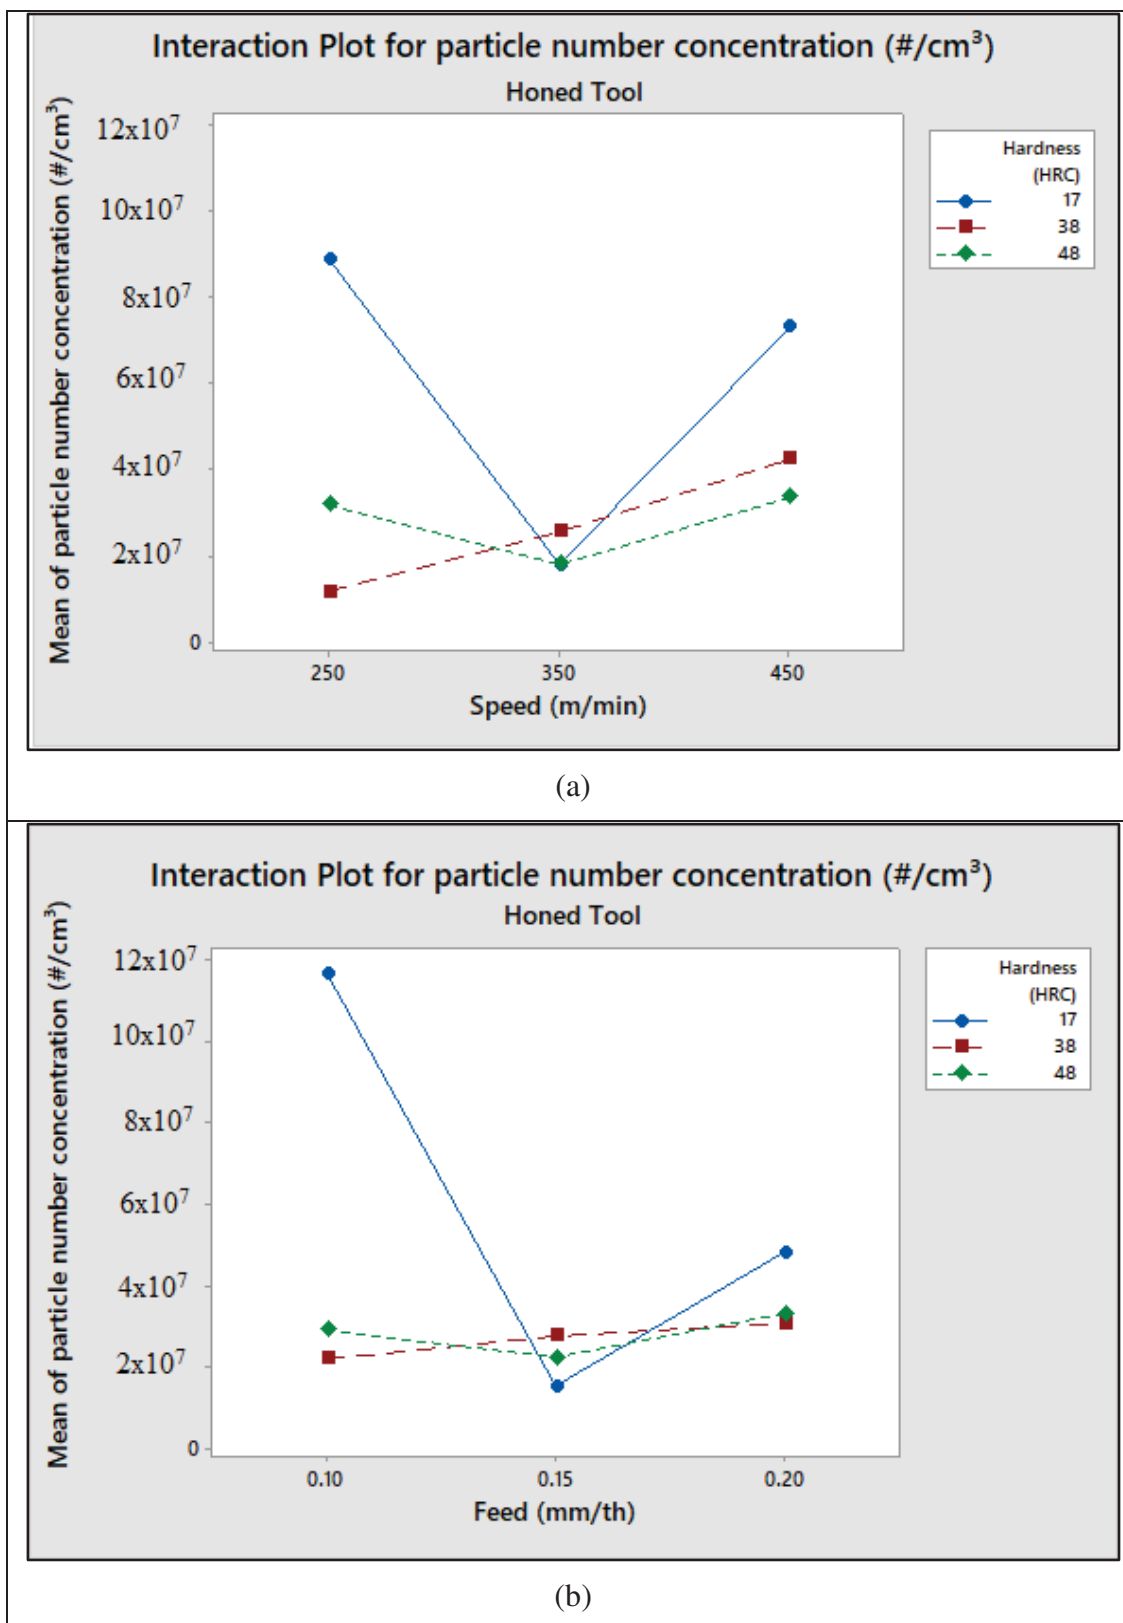 Interaction Plot for particle number concentration (#/cm³)
Honed Tool
Mean of particle number concentration (#/cm³)
12x10⁷
10x10⁷
8x10⁷
6x10⁷
4x10⁷
2x10⁷
0
250 350 450
Speed (m/min)
Hardness
(HRC)
17
38
48
(a)
Interaction Plot for particle number concentration (#/cm³)
Honed Tool
Mean of particle number concentration (#/cm³)
12x10⁷
10x10⁷
8x10⁷
6x10⁷
4x10⁷
2x10⁷
0
0.10 0.15 0.20
Feed (mm/th)
Hardness
(HRC)
17
38
48
(b)